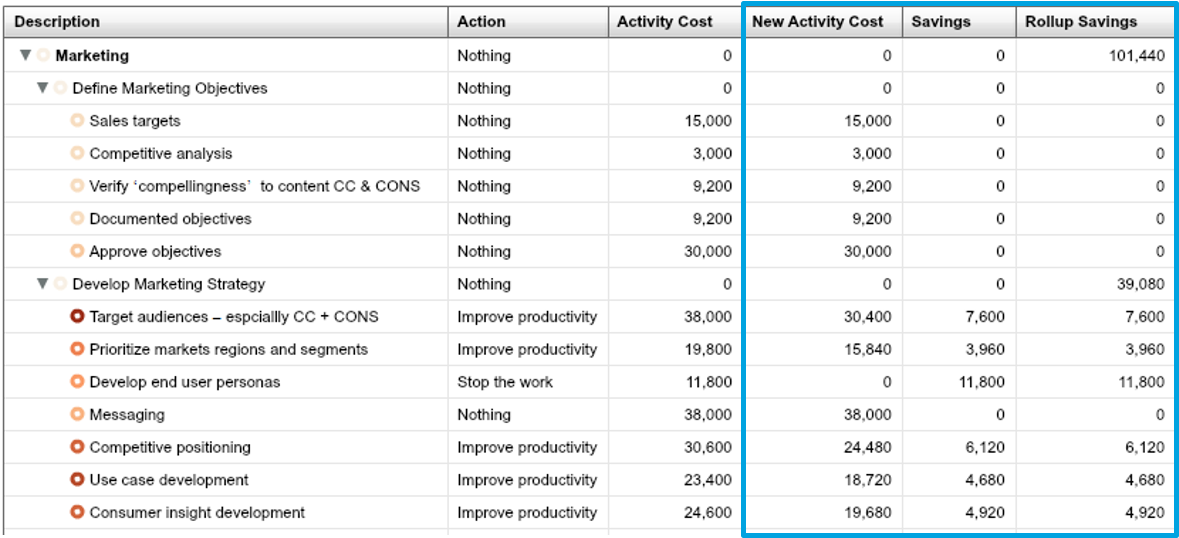 Description Action Activity Cost New Activity Cost Savings Rollup Savings
Marketing Nothing 0 0 0 101,440
Define Marketing Objectives Nothing 0 0 0 0
Sales targets Nothing 15,000 15,000 0 0
Competitive analysis Nothing 3,000 3,000 0 0
Verify ‘compellingness’ to content CC & CONS Nothing 9,200 9,200 0 0
Documented objectives Nothing 9,200 9,200 0 0
Approve objectives Nothing 30,000 30,000 0 0
Develop Marketing Strategy Nothing 0 0 0 39,080
Target audiences – espciallly CC + CONS Improve productivity 38,000 30,400 7,600 7,600
Prioritize markets regions and segments Improve productivity 19,800 15,840 3,960 3,960
Develop end user personas Stop the work 11,800 0 11,800 11,800
Messaging Nothing 38,000 38,000 0 0
Competitive positioning Improve productivity 30,600 24,480 6,120 6,120
Use case development Improve productivity 23,400 18,720 4,680 4,680
Consumer insight development Improve productivity 24,600 19,680 4,920 4,920